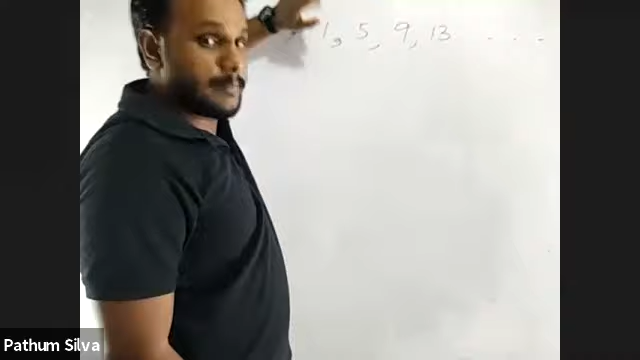 1, 5, 9, 13 . . .
Pathum Silva